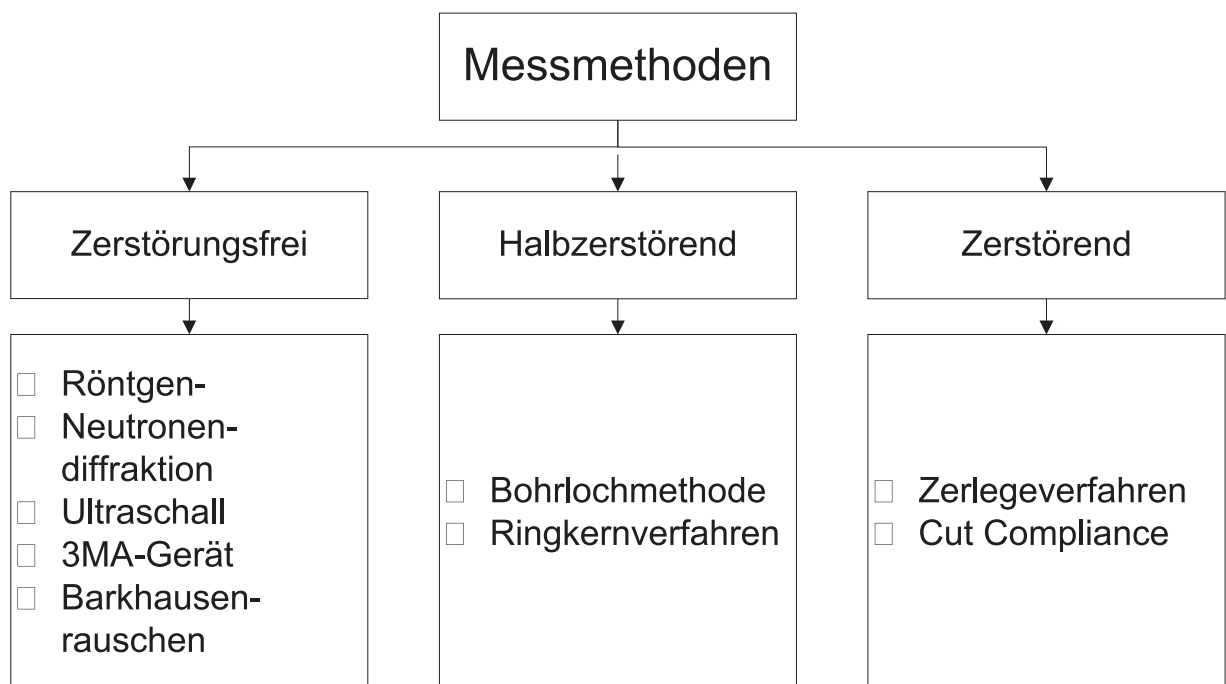 Messmethoden
Zerstörungsfrei
Halbzerstörend
Zerstörend
Röntgen-
Neutronen-
diffraktion
Ultraschall
3MA-Gerät
Barkhausen-
rauschen
Bohrlochmethode
Ringkernverfahren
Zerlegeverfahren
Cut Compliance